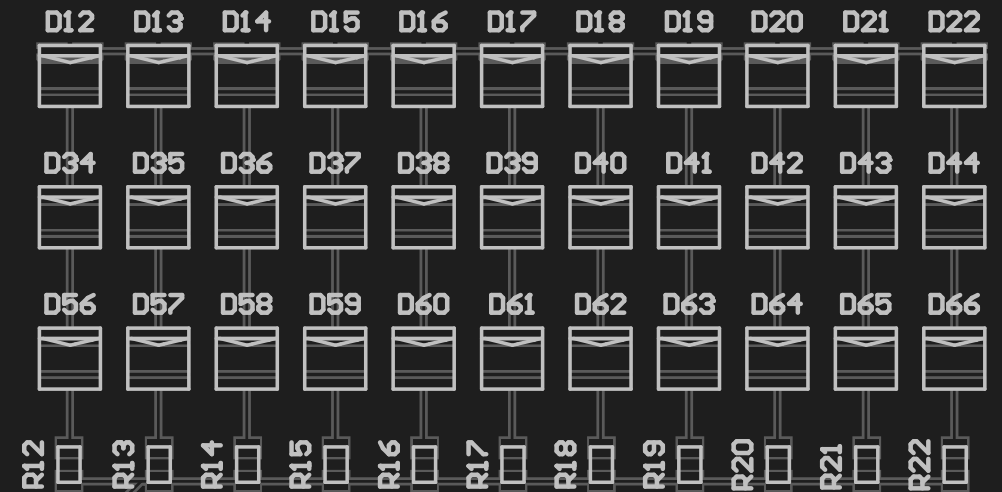 D12 D13 D14 D15 D16 D17 D18 D19 D20 D21 D22
D34 D35 D36 D37 D38 D39 D40 D41 D42 D43 D44
D56 D57 D58 D59 D60 D61 D62 D63 D64 D65 D66
R12 R13 R14 R15 R16 R17 R18 R19 R20 R21 R22